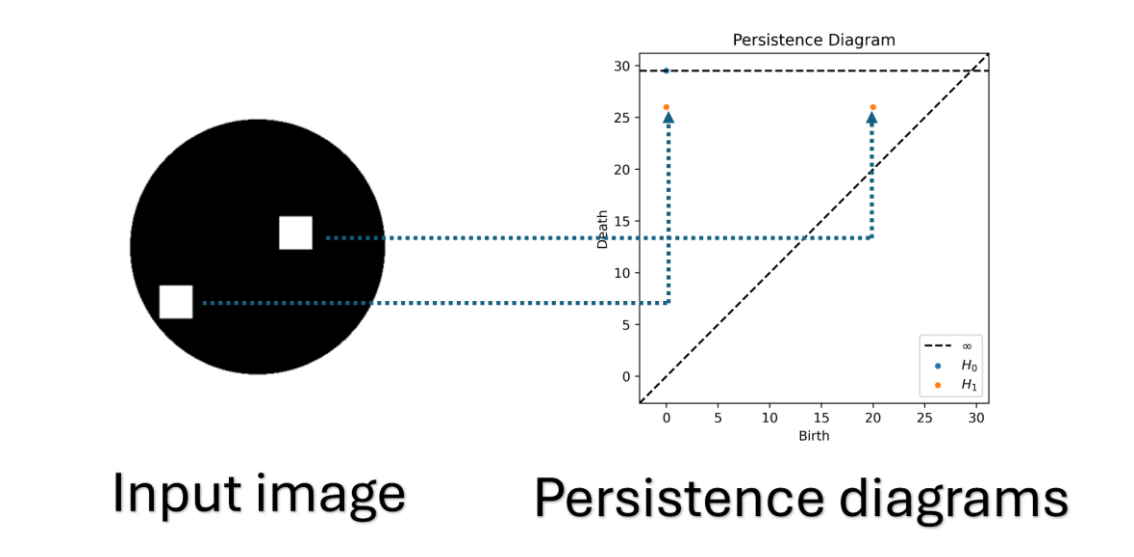 Persistence Diagram
30
25
20
15
10
5
0
Death
0 5 10 15 20 25 30
Birth
∞
H₀
H₁
Input image
Persistence diagrams